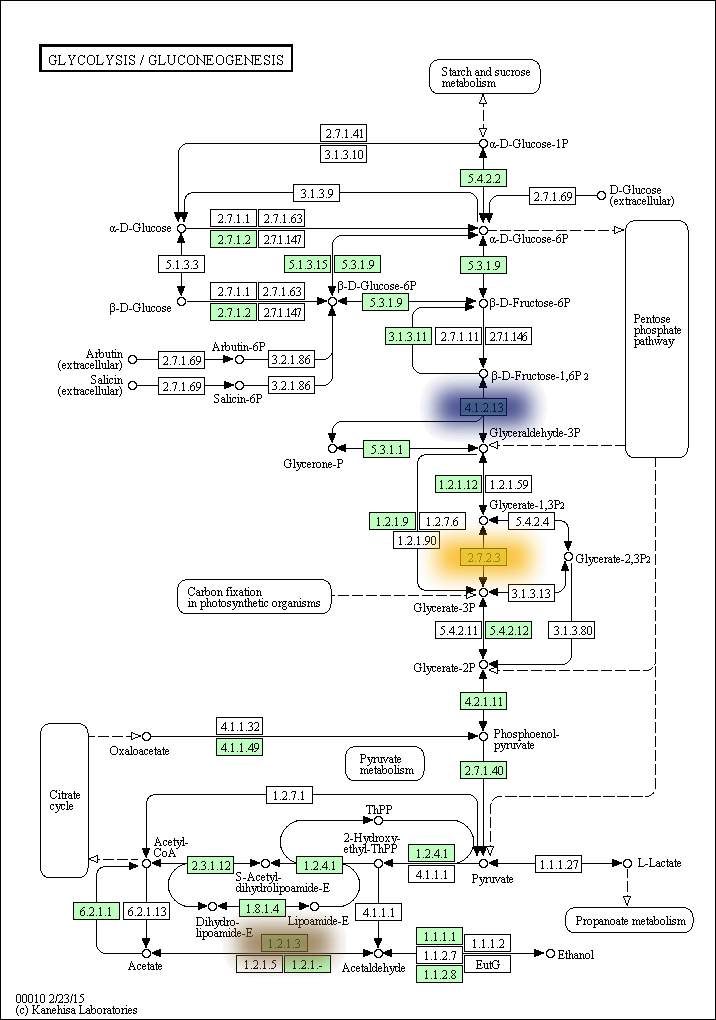 GLYCOLYSIS / GLUCONEOGENESIS
Starch and sucrose
metabolism
2.7.1.41
3.1.3.10
α-D-Glucose-1P
5.4.2.2
3.1.3.9
2.7.1.69
D-Glucose
(extracellular)
α-D-Glucose
2.7.1.1
2.7.1.63
2.7.1.2
2.7.1.147
α-D-Glucose-6P
5.1.3.3
5.1.3.15
5.3.1.9
5.3.1.9
β-D-Glucose
2.7.1.1
2.7.1.63
2.7.1.2
2.7.1.147
β-D-Glucose-6P
5.3.1.9
β-D-Fructose-6P
Pentose
phosphate
pathway
3.1.3.11
2.7.1.11
2.7.1.146
Arbutin
(extracellular)
2.7.1.69
Arbutin-6P
3.2.1.86
Salicin
(extracellular)
2.7.1.69
Salicin-6P
3.2.1.86
β-D-Fructose-1,6P2
4.1.2.13
Glyceraldehyde-3P
Glycerone-P
5.3.1.1
1.2.1.12
1.2.1.59
Glycerate-1,3P2
1.2.1.9
1.2.7.6
1.2.1.90
5.4.2.4
2.7.2.3
Glycerate-2,3P2
Carbon fixation
in photosynthetic organisms
3.1.3.13
Glycerate-3P
5.4.2.11
5.4.2.12
3.1.3.80
Glycerate-2P
4.2.1.11
Oxaloacetate
4.1.1.32
4.1.1.49
Phosphoenol-
pyruvate
Pyruvate
metabolism
2.7.1.40
Citrate
cycle
1.2.7.1
ThPP
Acetyl-
CoA
2.3.1.12
S-Acetyl-
dihydrolipoamide-E
1.2.4.1
2-Hydroxy-
ethyl-ThPP
1.2.4.1
4.1.1.1
Pyruvate
1.1.1.27
L-Lactate
6.2.1.1
6.2.1.13
Dihydro-
lipoamide-E
1.8.1.4
Lipoamide-E
4.1.1.1
Propanoate metabolism
Acetate
1.2.1.3
1.2.1.5
1.2.1.-
Acetaldehyde
1.1.1.1
1.1.1.2
1.1.2.7
1.1.2.8
EutG
Ethanol
00010 2/23/15
(c) Kanehisa Laboratories